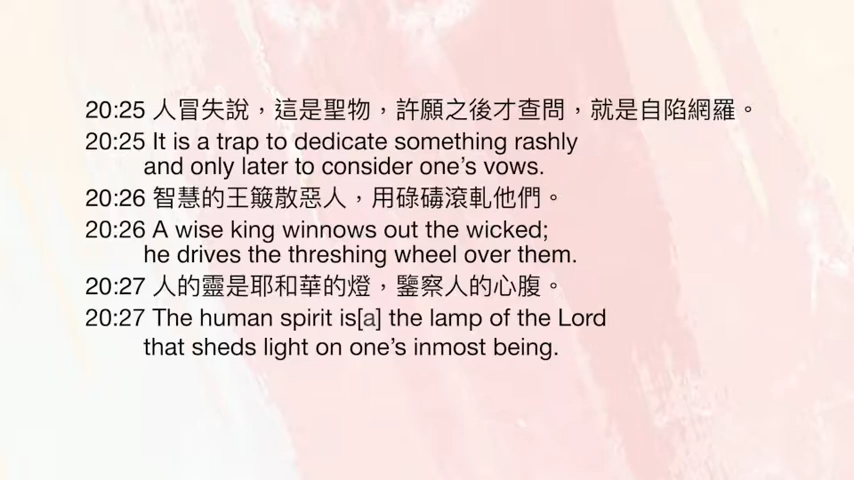 20:25 人冒失說，這是聖物，許願之後才查問，就是自陷網羅。
20:25 It is a trap to dedicate something rashly
and only later to consider one’s vows.
20:26 智慧的王簸散惡人，用碌碡滾軋他們。
20:26 A wise king winnows out the wicked;
he drives the threshing wheel over them.
20:27 人的靈是耶和華的燈，鑒察人的心腹。
20:27 The human spirit is[a] the lamp of the Lord
that sheds light on one’s inmost being.